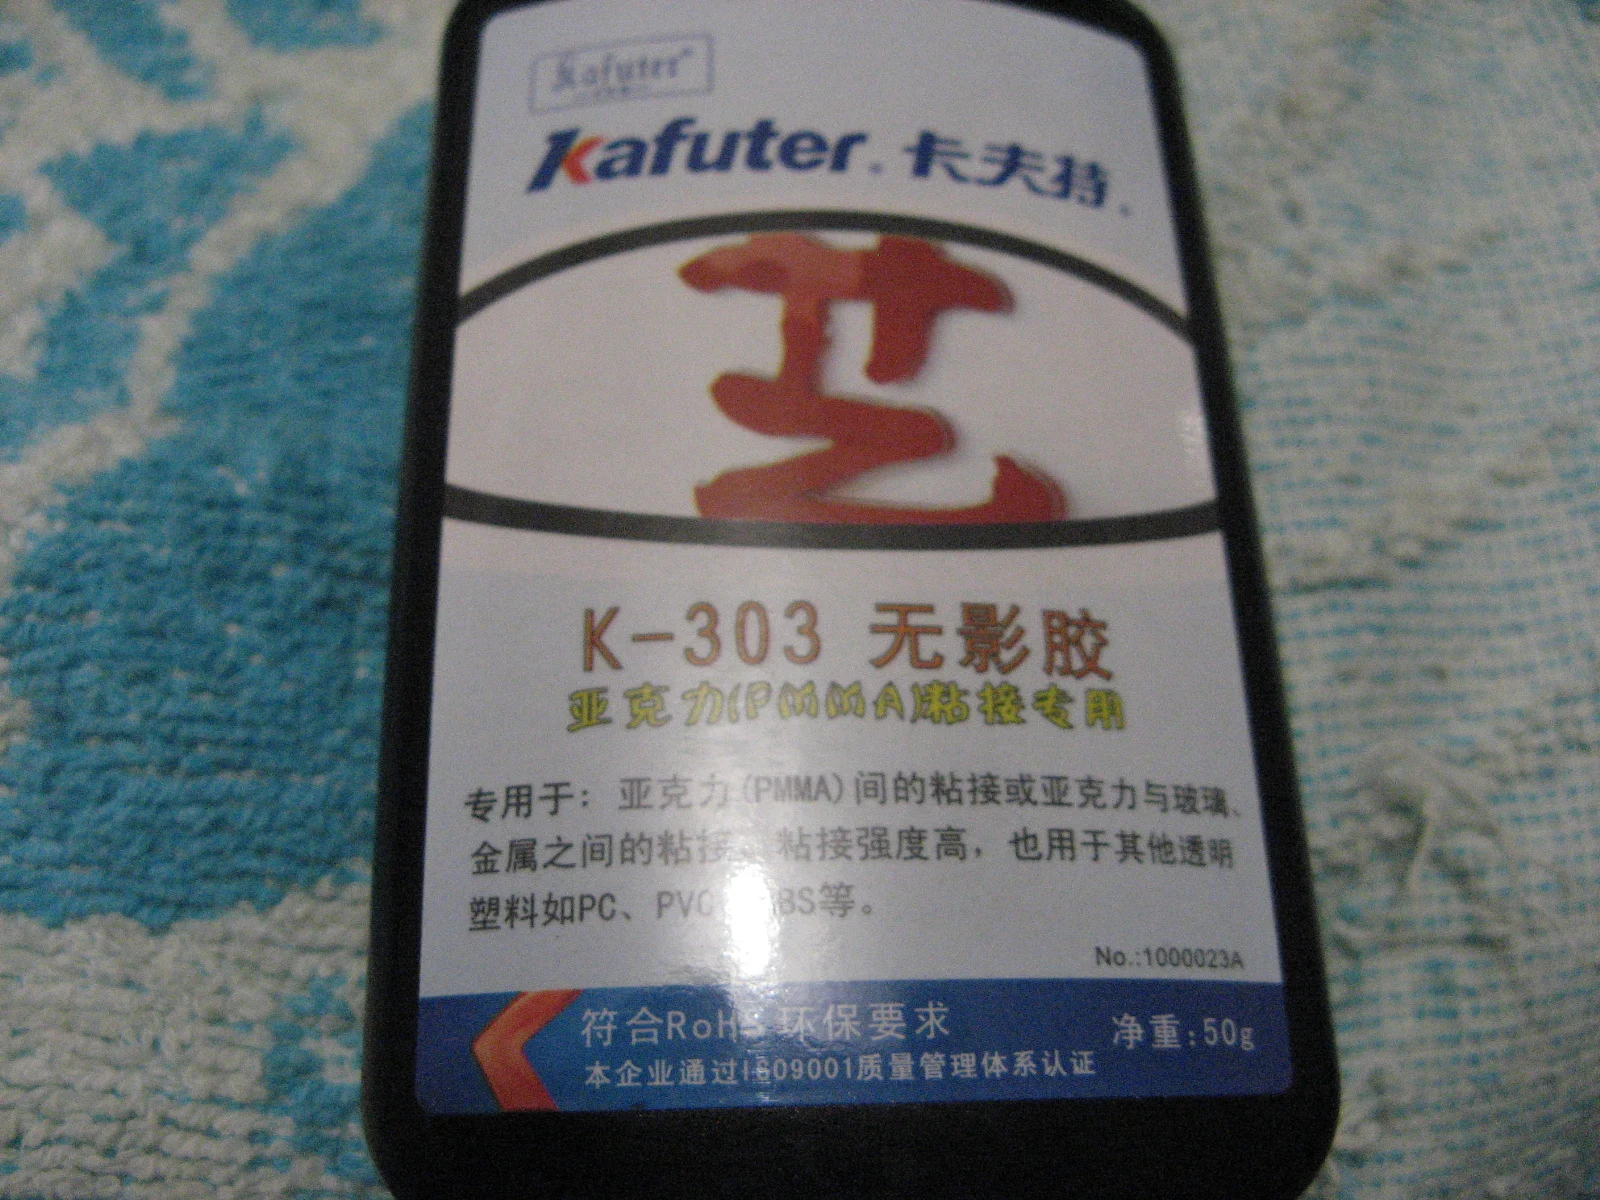 Kafuter®
Kafuter® 卡夫特®
K-303 无影胶
亚克力(PMMA)粘接专用
专用于：亚克力(PMMA)间的粘接或亚克力与玻璃、
金属之间的粘接 粘接强度高，也用于其他透明
塑料如PC、PVC BS等。
No.:1000023A
符合RoHS环保要求
净重:50g
本企业通过ISO9001质量管理体系认证